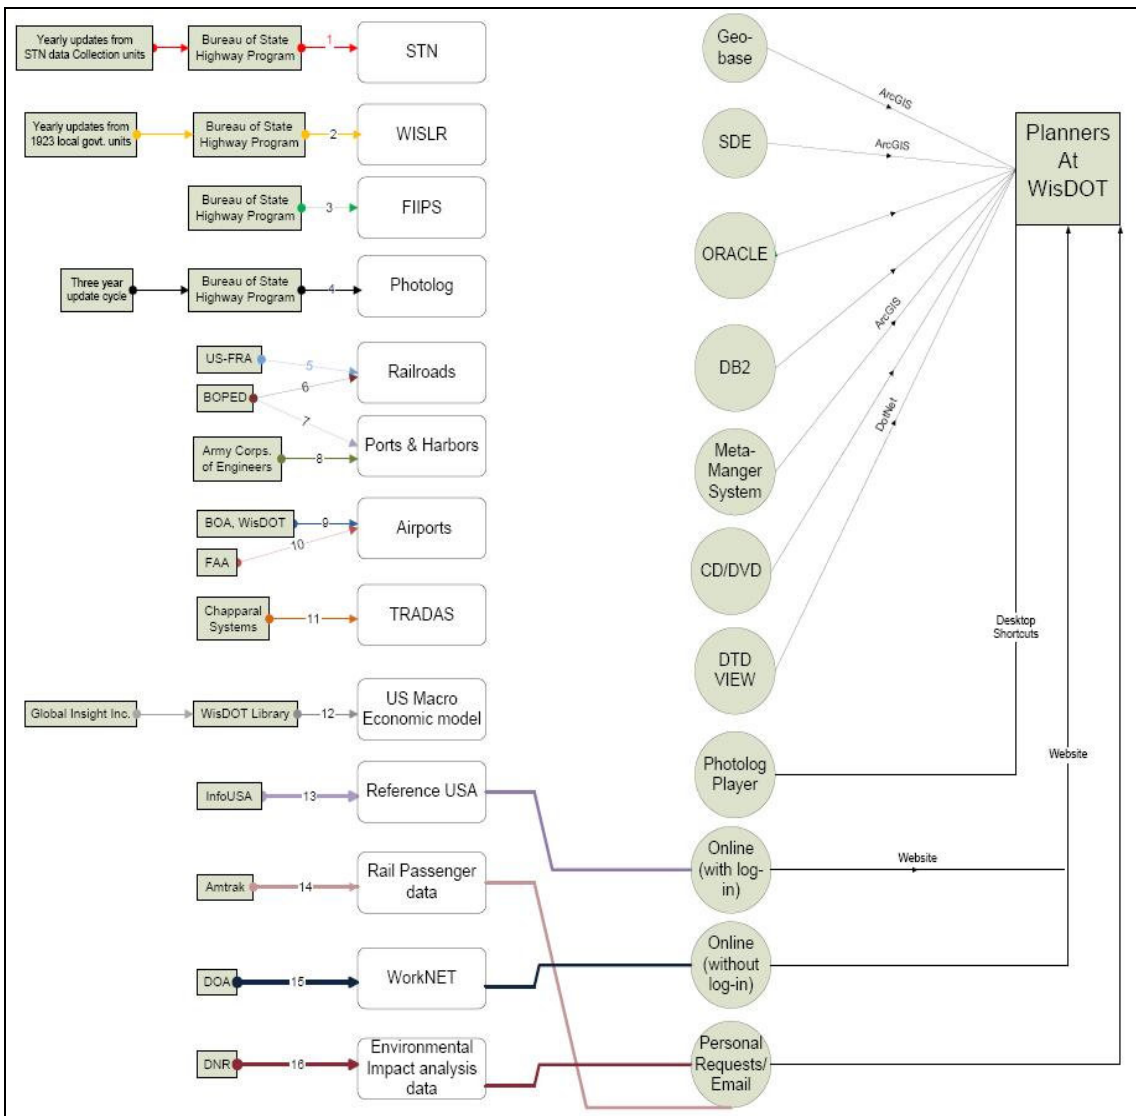 Yearly updates from
STN data Collection units
Bureau of State
Highway Program
1
STN
Yearly updates from
1923 local govt. units
Bureau of State
Highway Program
2
WISLR
Bureau of State
Highway Program
3
FIIPS
Three year
update cycle
Bureau of State
Highway Program
4
Photolog
US-FRA
5
BOPED
6
7
Railroads
Army Corps.
of Engineers
8
Ports & Harbors
BOA, WisDOT
9
FAA
10
Airports
Chapparal
Systems
11
TRADAS
Global Insight Inc.
WisDOT Library
12
US Macro
Economic model
InfoUSA
13
Reference USA
Amtrak
14
Rail Passenger
data
DOA
15
WorkNET
DNR
16
Environmental
Impact analysis
data
Geo-
base
ArcGIS
SDE
ArcGIS
ORACLE
DB2
Meta-
Manger
System
ArcGIS
CD/DVD
DTD
VIEW
DotNet
Photolog
Player
Desktop
Shortcuts
Online
(with log-
in)
Website
Online
(without
log-in)
Website
Personal
Requests/
Email
Planners
At
WisDOT